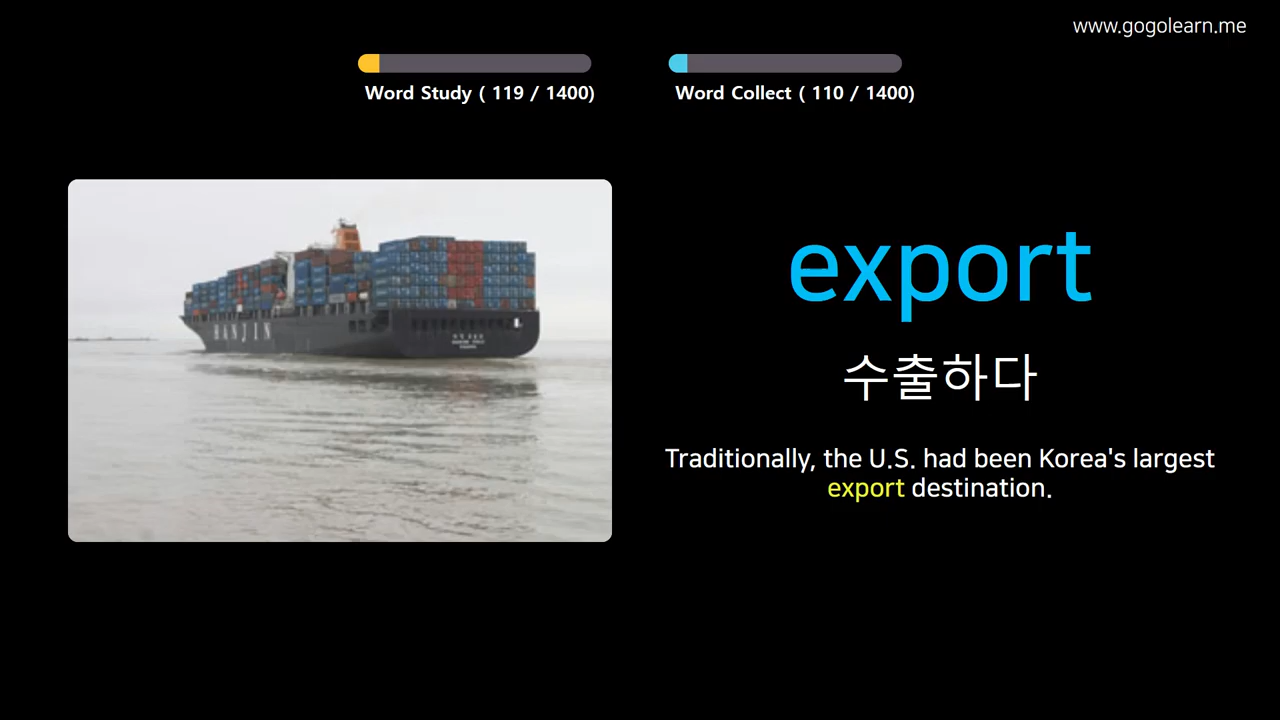 www.gogolearn.me
Word Study ( 119 / 1400)
Word Collect ( 110 / 1400)
HANJIN
export
수출하다
Traditionally, the U.S. had been Korea's largest
export destination.